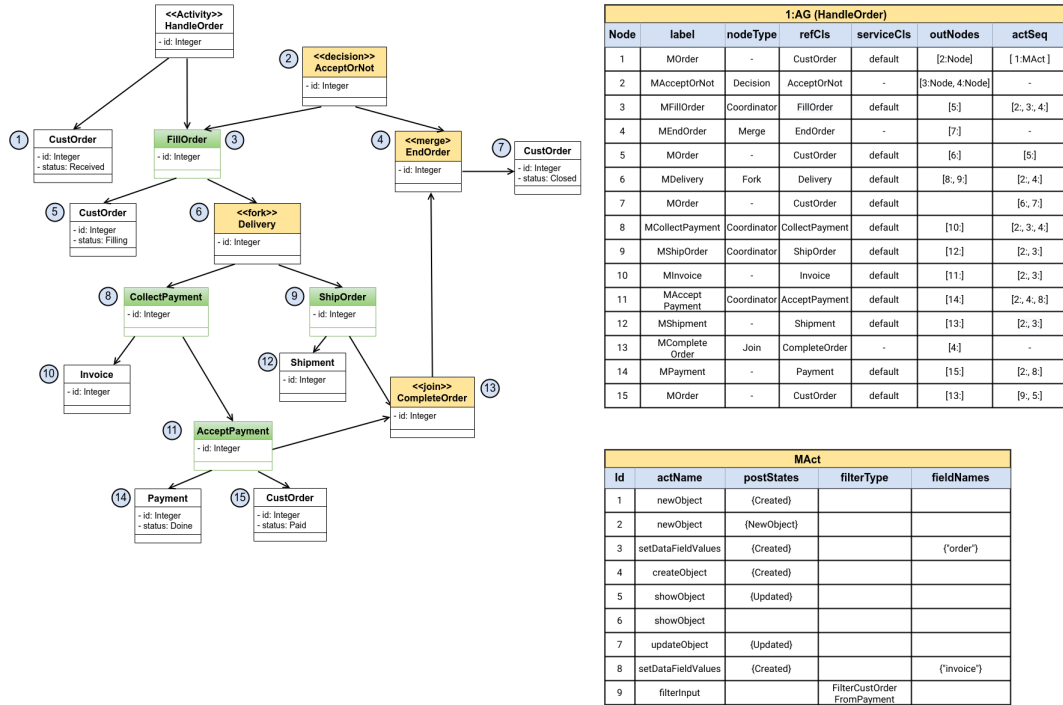 <<Activity>>
HandleOrder
- id: Integer
2
<<decision>>
AcceptOrNot
- id: Integer
1
CustOrder
- id: Integer
- status: Received
FillOrder
- id: Integer
3
4
<<merge>
EndOrder
- id: Integer
7
CustOrder
- id: Integer
- status: Closed
5
CustOrder
- id: Integer
- status: Filling
6
<<fork>>
Delivery
- id: Integer
8
CollectPayment
- id: Integer
9
ShipOrder
- id: Integer
10
Invoice
- id: Integer
12
Shipment
- id: Integer
<<join>>
CompleteOrder
- id: Integer
13
11
AcceptPayment
- id: Integer
14
Payment
- id: Integer
- status: Doine
15
CustOrder
- id: Integer
- status: Paid
1:AG (HandleOrder)
Node label nodeType refCls serviceCls outNodes actSeq
1 MOrder - CustOrder default [2:Node] [ 1:MAct ]
2 MAcceptOrNot Decision AcceptOrNot - [3:Node, 4:Node] -
3 MFillOrder Coordinator FillOrder default [5:] [2:, 3:, 4:]
4 MEndOrder Merge EndOrder - [7:] -
5 MOrder - CustOrder default [6:] [5:]
6 MDelivery Fork Delivery default [8:, 9:] [2:, 4:]
7 MOrder - CustOrder default [6:, 7:]
8 MCollectPayment Coordinator CollectPayment default [10:] [2:, 3:, 4:]
9 MShipOrder Coordinator ShipOrder default [12:] [2:, 3:]
10 MInvoice - Invoice default [11:] [2:, 3:]
11 MAccept Payment Coordinator AcceptPayment default [14:] [2:, 4:, 8:]
12 MShipment - Shipment default [13:] [2:, 3:]
13 MComplete Order Join CompleteOrder - [4:] -
14 MPayment - Payment default [15:] [2:, 8:]
15 MOrder - CustOrder default [13:] [9:, 5:]
MAct
Id actName postStates filterType fieldNames
1 newObject {Created}
2 newObject {NewObject}
3 setDataFieldValues {Created} {"order"}
4 createObject {Created}
5 showObject {Updated}
6 showObject
7 updateObject {Updated}
8 setDataFieldValues {Created} {"invoice"}
9 filterInput FilterCustOrder FromPayment